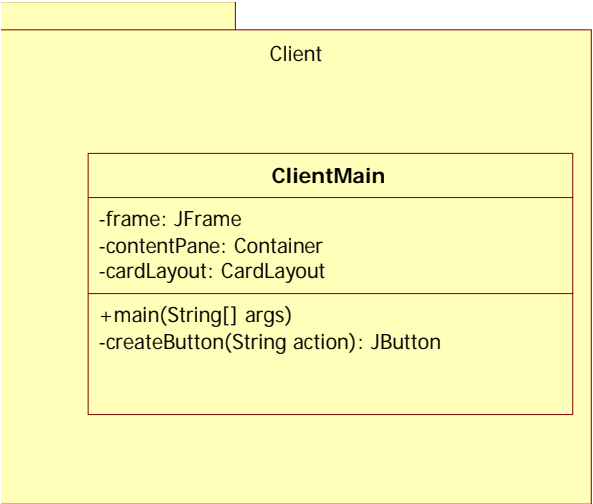 Client
ClientMain
-frame: JFrame
-contentPane: Container
-cardLayout: CardLayout
+main(String[] args)
-createButton(String action): JButton